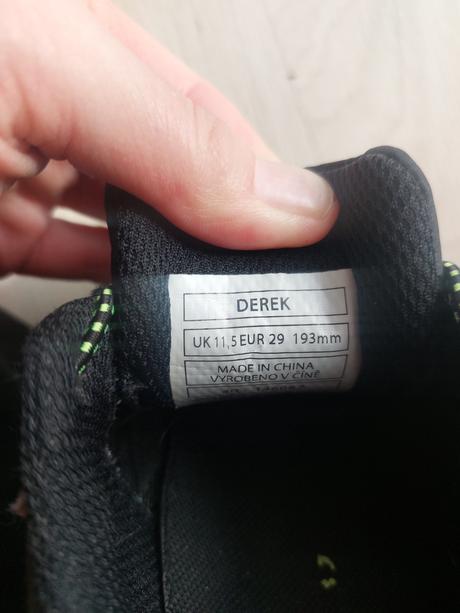 DEREK
UK 11,5 EUR 29 193mm
MADE IN CHINA
VYROBENO V ČÍNĚ